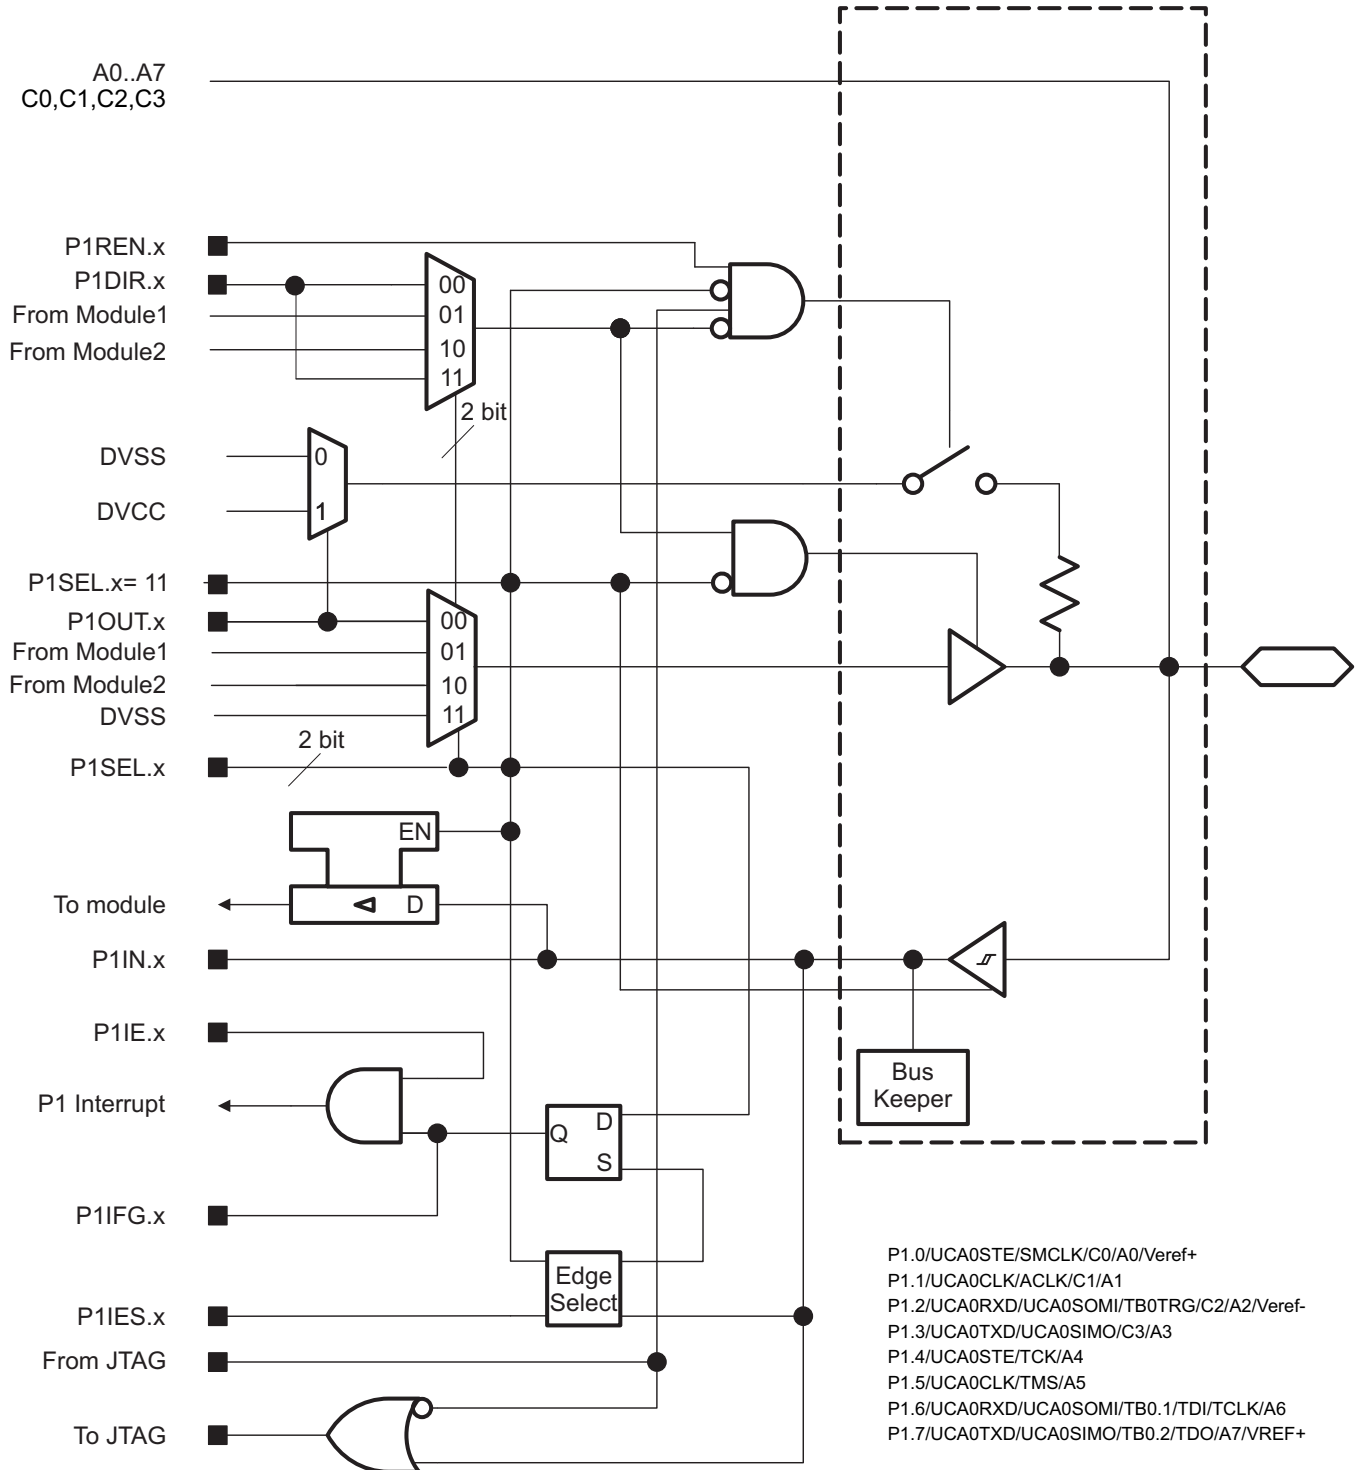 A0..A7
C0,C1,C2,C3
P1REN.x
P1DIR.x
From Module1
From Module2
00
01
10
11
2 bit
DVSS
DVCC
0
1
P1SEL.x= 11
P1OUT.x
From Module1
From Module2
DVSS
00
01
10
11
2 bit
P1SEL.x
EN
To module
D
P1IN.x
P1IE.x
Bus
Keeper
P1 Interrupt
Q
D
S
P1IFG.x
Edge
Select
P1IES.x
From JTAG
To JTAG
P1.0/UCA0STE/SMCLK/C0/A0/Veref+
P1.1/UCA0CLK/ACLK/C1/A1
P1.2/UCA0RXD/UCA0SOMI/TB0TRG/C2/A2/Veref-
P1.3/UCA0TXD/UCA0SIMO/C3/A3
P1.4/UCA0STE/TCK/A4
P1.5/UCA0CLK/TMS/A5
P1.6/UCA0RXD/UCA0SOMI/TB0.1/TDI/TCLK/A6
P1.7/UCA0TXD/UCA0SIMO/TB0.2/TDO/A7/VREF+